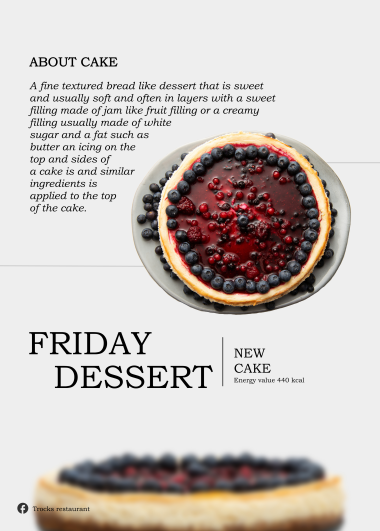 ABOUT CAKE
A fine textured bread like dessert that is sweet
and usually soft and often in layers with a sweet
filling made of jam like fruit filling or a creamy
filling usually made of white
sugar and a fat such as
butter an icing on the
top and sides of
a cake is and similar
ingredients is
applied to the top
of the cake.
FRIDAY
DESSERT
NEW
CAKE
Energy value 440 kcal
Trucks restaurant